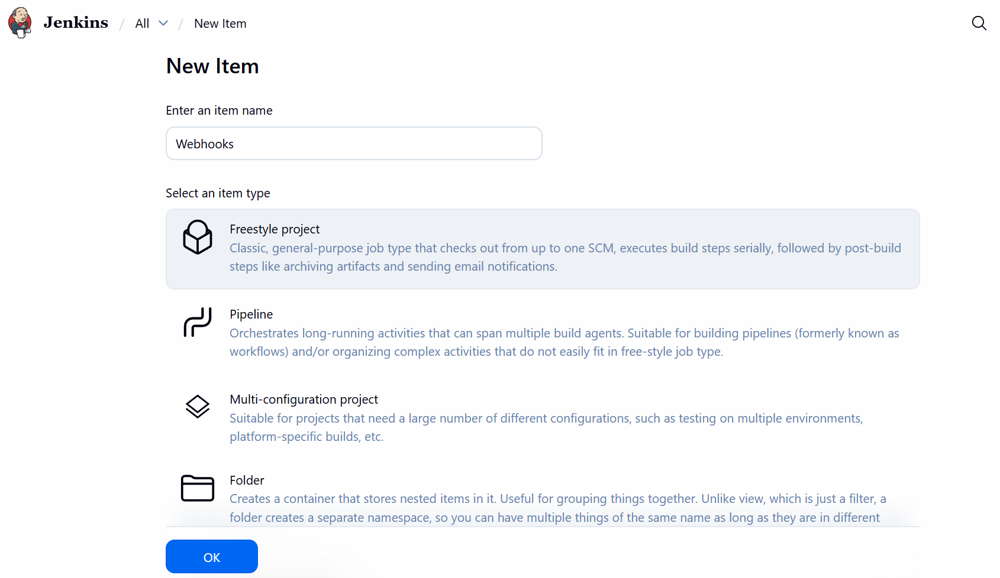 Jenkins / All / New Item
New Item
Enter an item name
Webhooks
Select an item type
Freestyle project
Classic, general-purpose job type that checks out from up to one SCM, executes build steps serially, followed by post-build
steps like archiving artifacts and sending email notifications.
Pipeline
Orchestrates long-running activities that can span multiple build agents. Suitable for building pipelines (formerly known as
workflows) and/or organizing complex activities that do not easily fit in free-style job type.
Multi-configuration project
Suitable for projects that need a large number of different configurations, such as testing on multiple environments,
platform-specific builds, etc.
Folder
Creates a container that stores nested items in it. Useful for grouping things together. Unlike view, which is just a filter, a
folder creates a separate namespace, so you can have multiple things of the same name as long as they are in different
OK